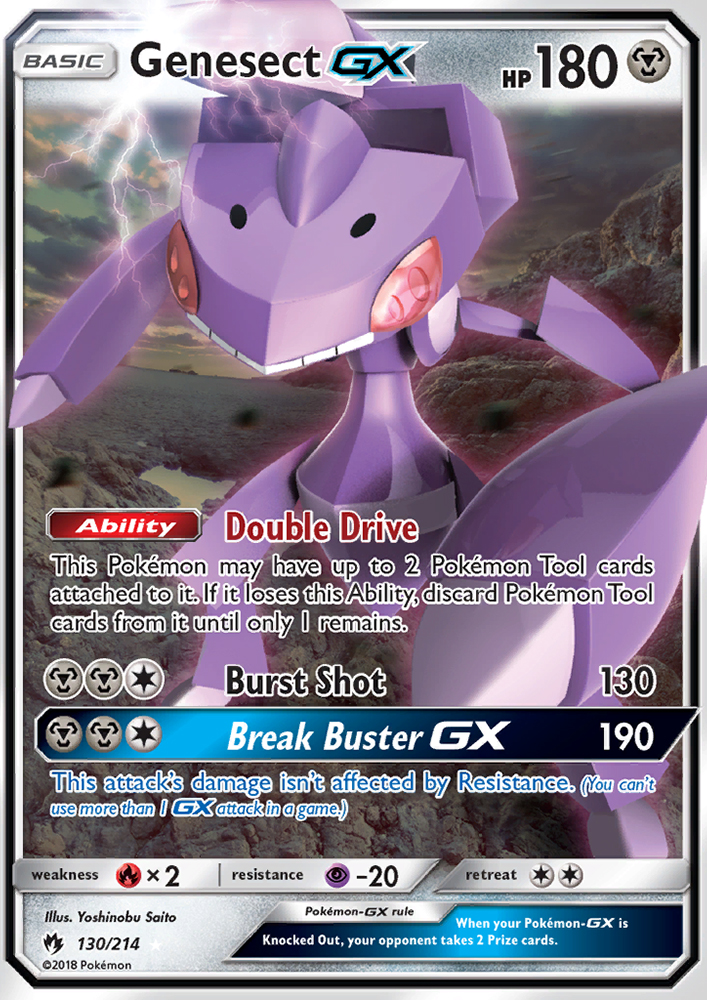 BASIC Genesect GX HP 180
Ability Double Drive
This Pokémon may have up to 2 Pokémon Tool cards
attached to it. If it loses this Ability, discard Pokémon Tool
cards from it until only 1 remains.
Burst Shot 130
Break Buster GX 190
This attack's damage isn't affected by Resistance. (You can't
use more than 1 GX attack in a game.)
weakness ×2 resistance -20 retreat
Illus. Yoshinobu Saito
130/214
©2018 Pokémon
Pokémon-GX rule
When your Pokémon-GX is
Knocked Out, your opponent takes 2 Prize cards.